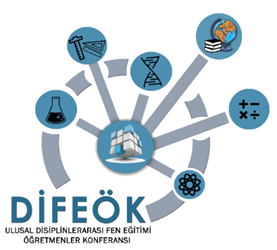 DİFEÖK
ULUSAL DİSİPLİNLERARASI FEN EĞİTİMİ
ÖĞRETMENLER KONFERANSI